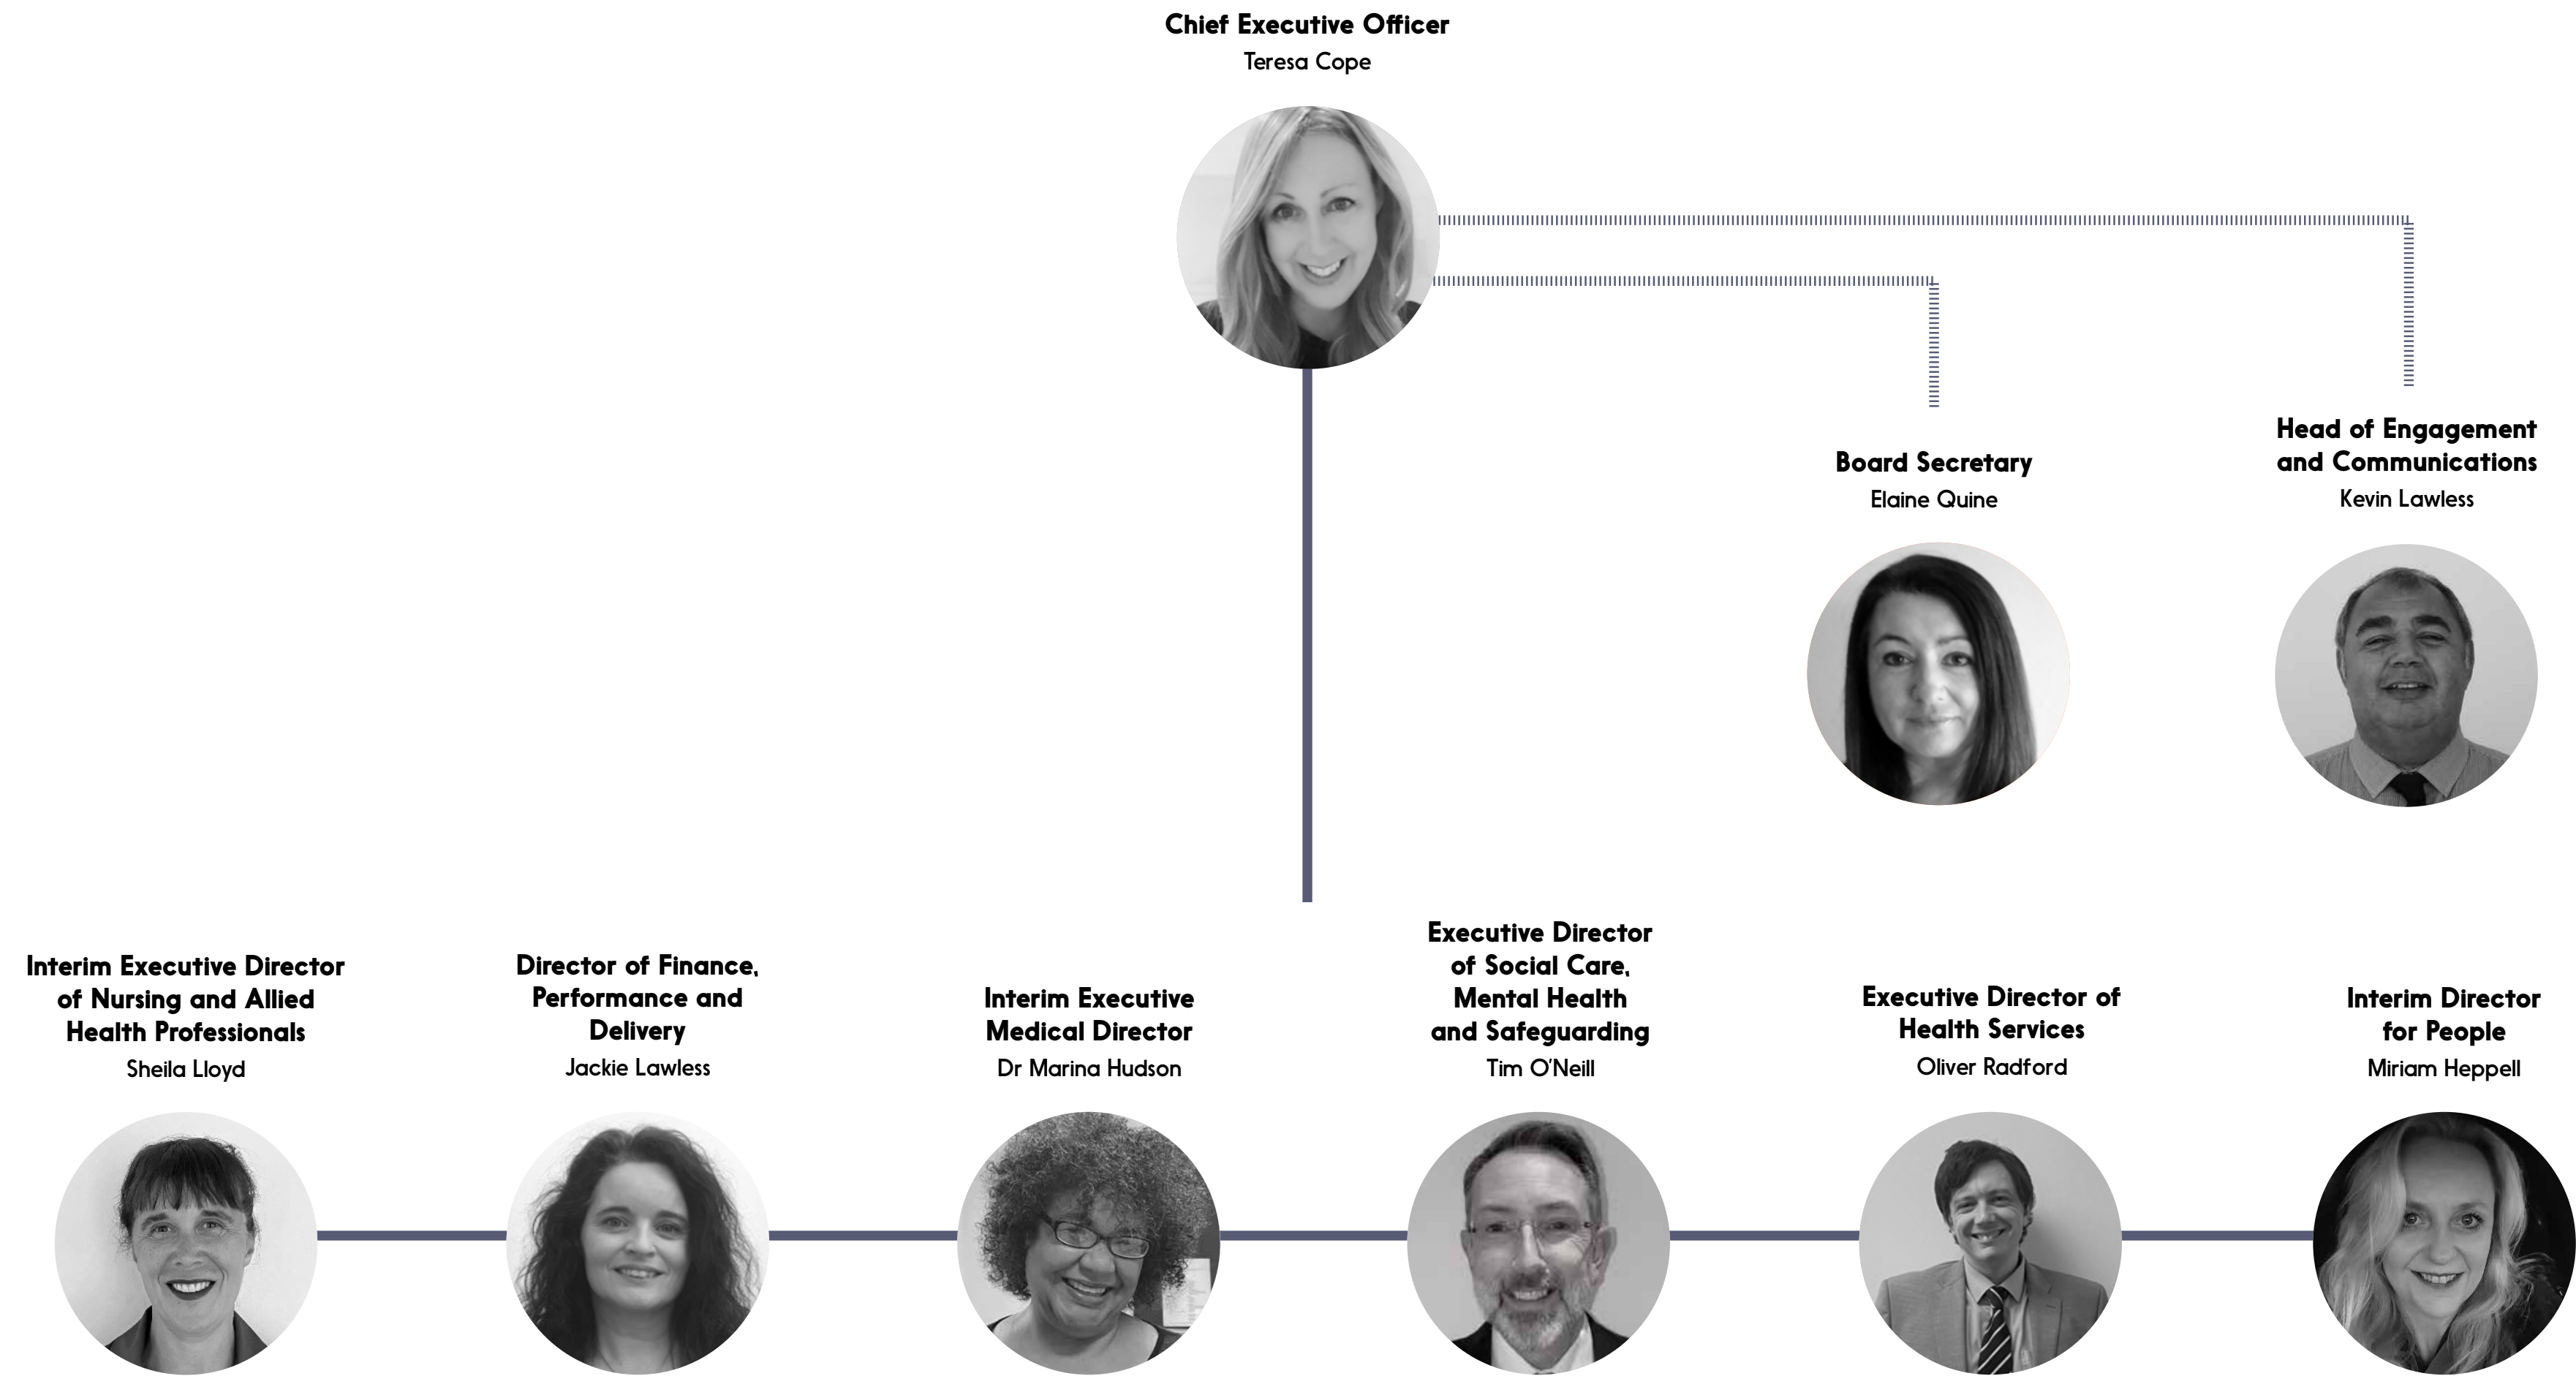 Chief Executive Officer
Teresa Cope
Board Secretary
Elaine Quine
Head of Engagement
and Communications
Kevin Lawless
Interim Executive Director
of Nursing and Allied
Health Professionals
Sheila Lloyd
Director of Finance,
Performance and
Delivery
Jackie Lawless
Interim Executive
Medical Director
Dr Marina Hudson
Executive Director
of Social Care,
Mental Health
and Safeguarding
Tim O'Neill
Executive Director of
Health Services
Oliver Radford
Interim Director
for People
Miriam Heppell